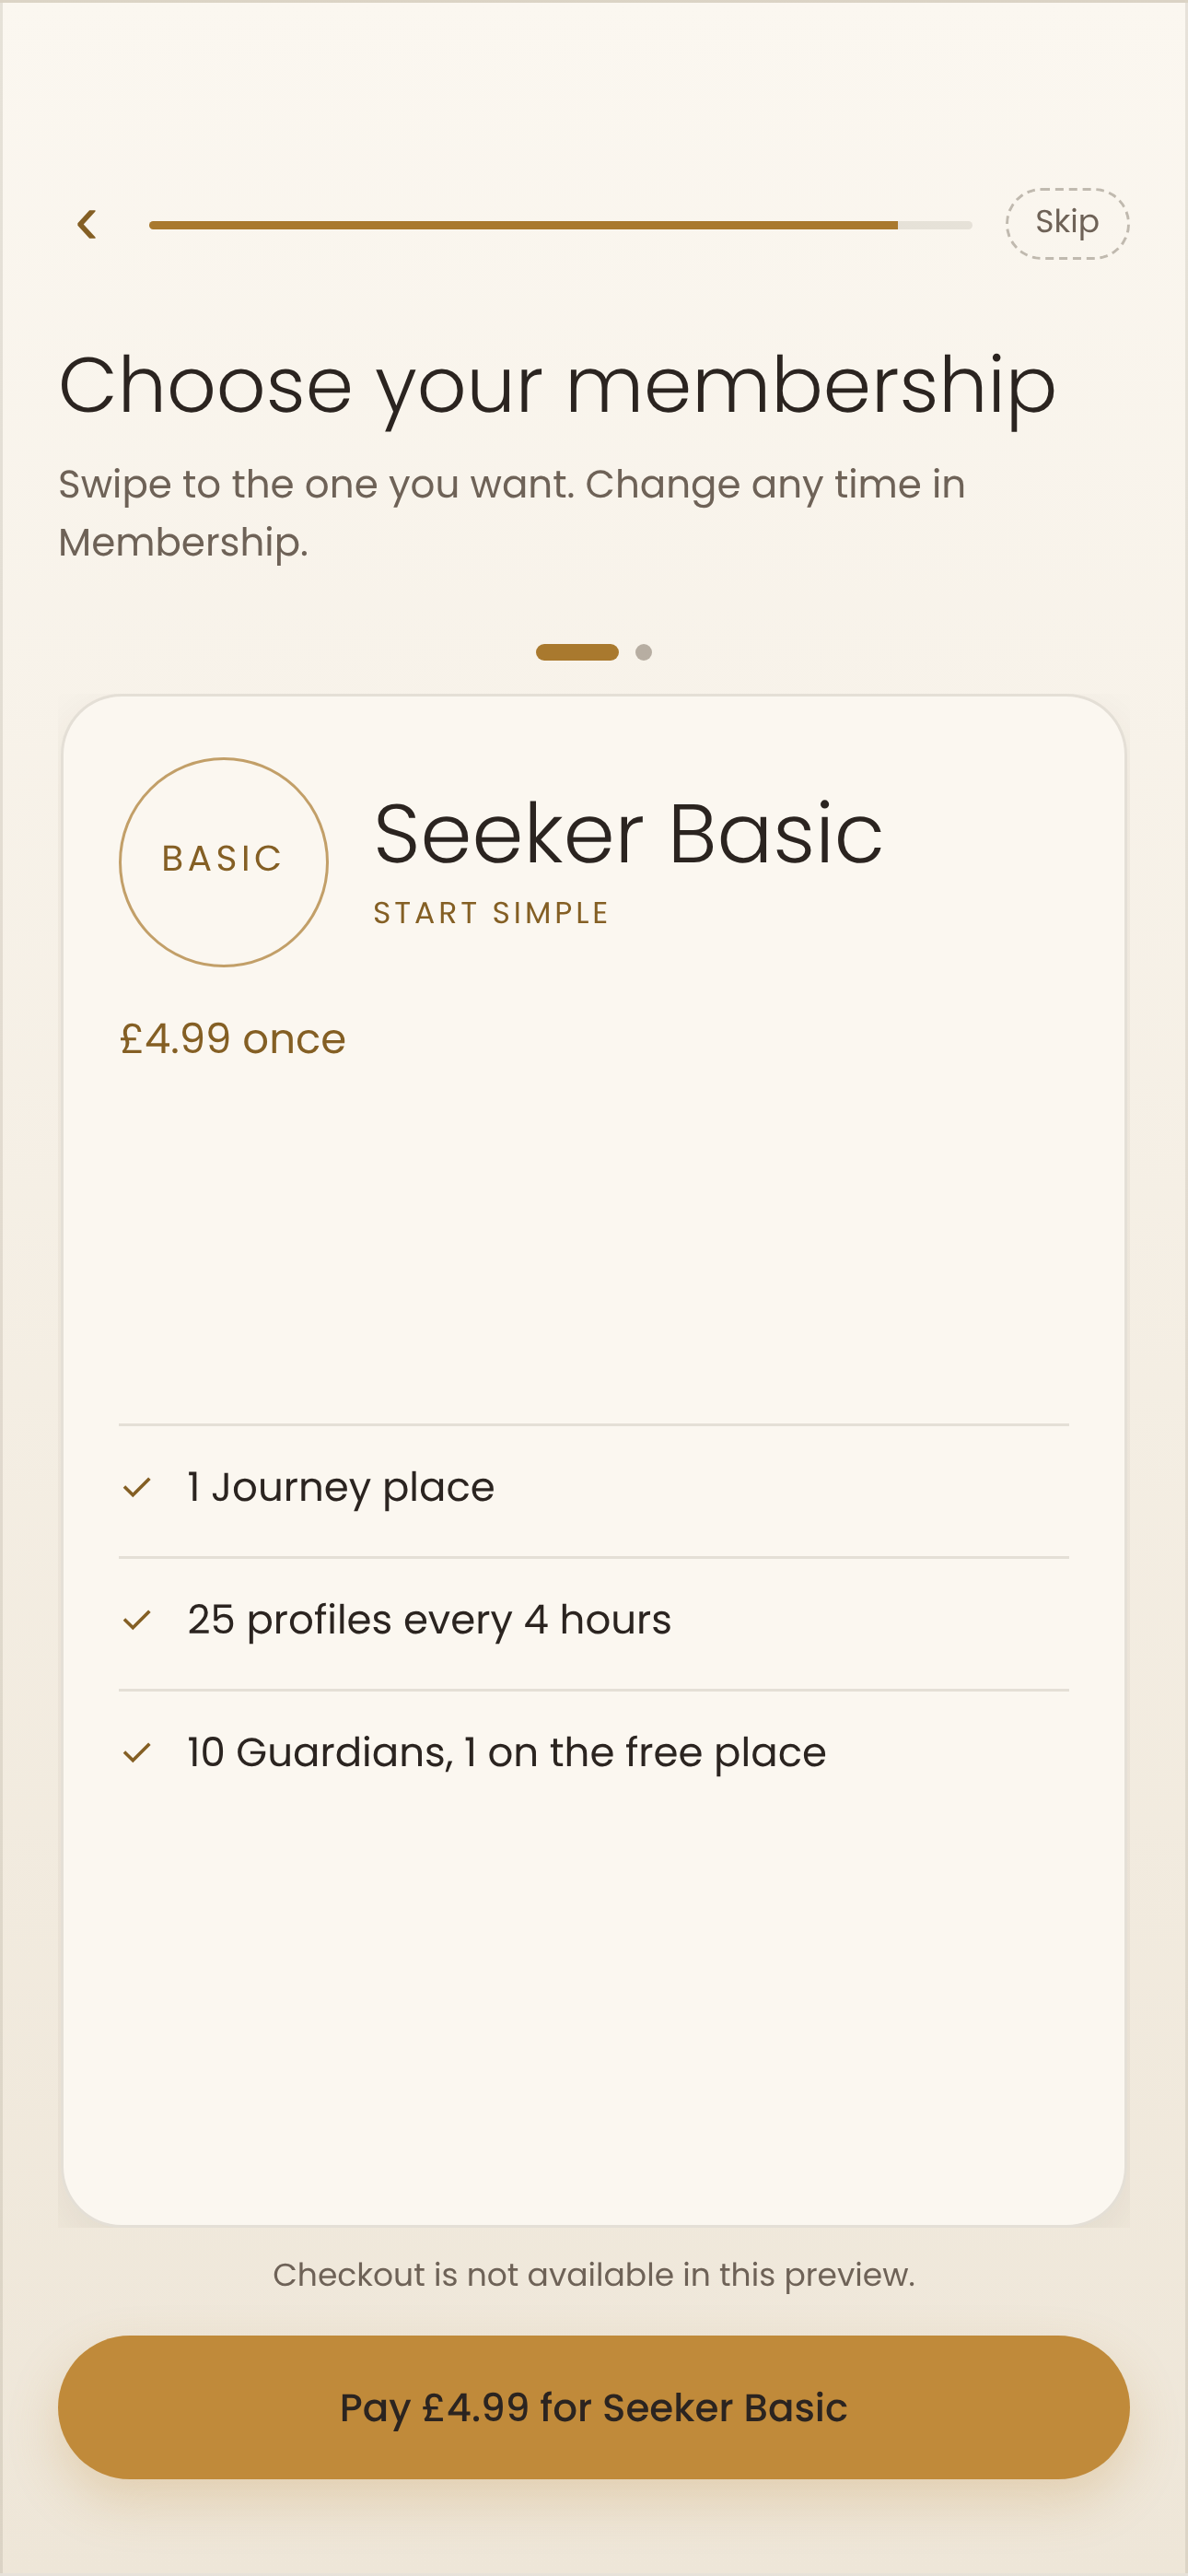 Skip
Choose your membership
Swipe to the one you want. Change any time in
Membership.
BASIC
Seeker Basic
START SIMPLE
£4.99 once
1 Journey place
25 profiles every 4 hours
10 Guardians, 1 on the free place
Checkout is not available in this preview.
Pay £4.99 for Seeker Basic